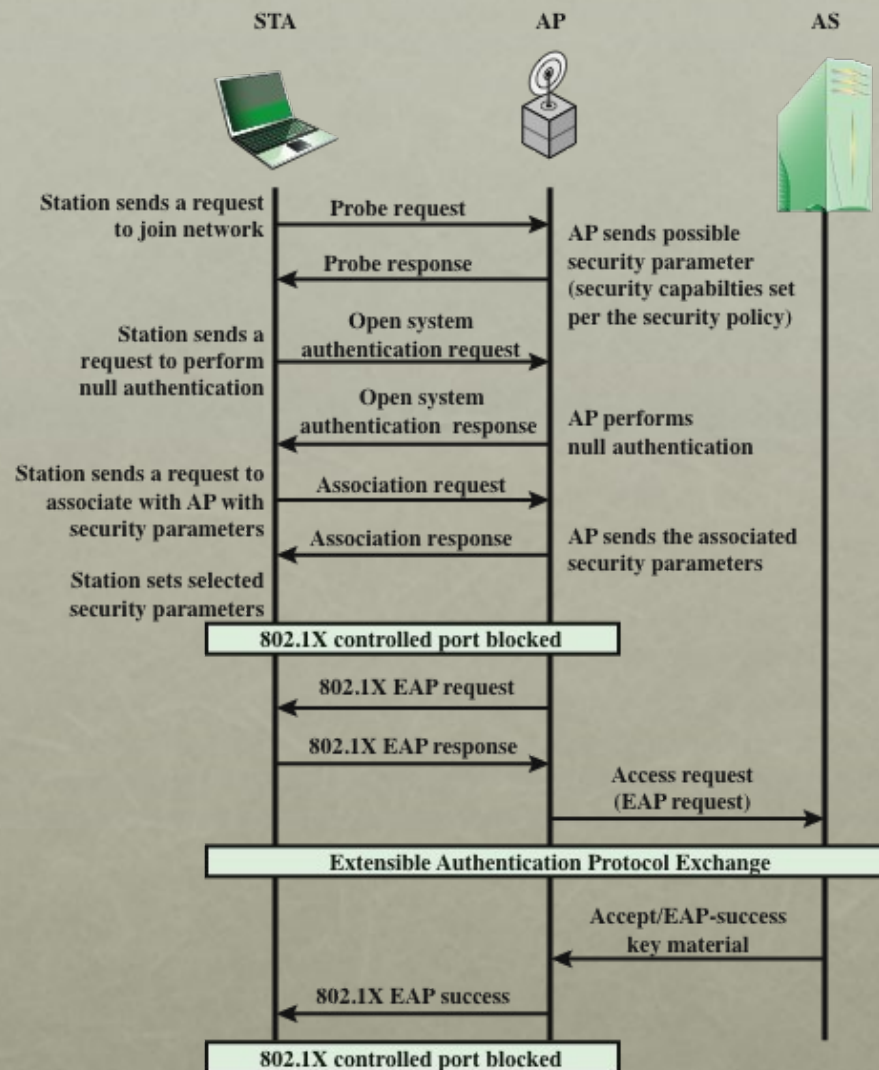 STA
AP
AS
Station sends a request
to join network
Probe request
Probe response
AP sends possible
security parameter
(security capabilties set
per the security policy)
Station sends a
request to perform
null authentication
Open system
authentication request
Open system
authentication response
AP performs
null authentication
Station sends a request to
associate with AP with
security parameters
Association request
Association response
AP sends the associated
security parameters
Station sets selected
security parameters
802.1X controlled port blocked
802.1X EAP request
802.1X EAP response
Access request
(EAP request)
Extensible Authentication Protocol Exchange
Accept/EAP-success
key material
802.1X EAP success
802.1X controlled port blocked